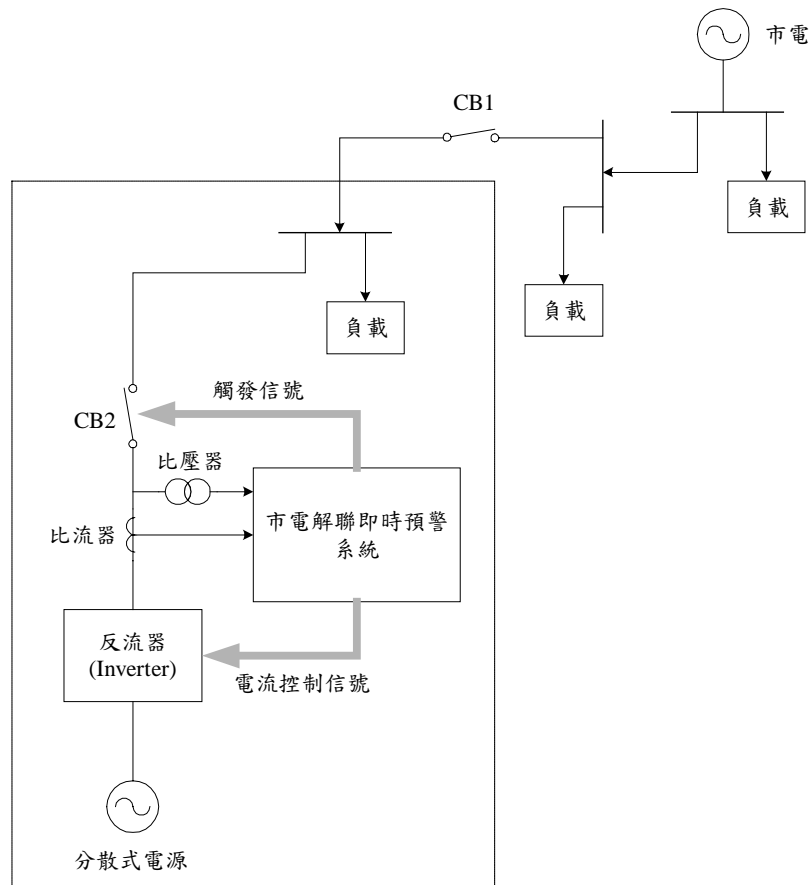 市電
CB1
負載
負載
負載
觸發信號
CB2
比壓器
市電解聯即時預警
系統
比流器
反流器
(Inverter)
電流控制信號
分散式電源